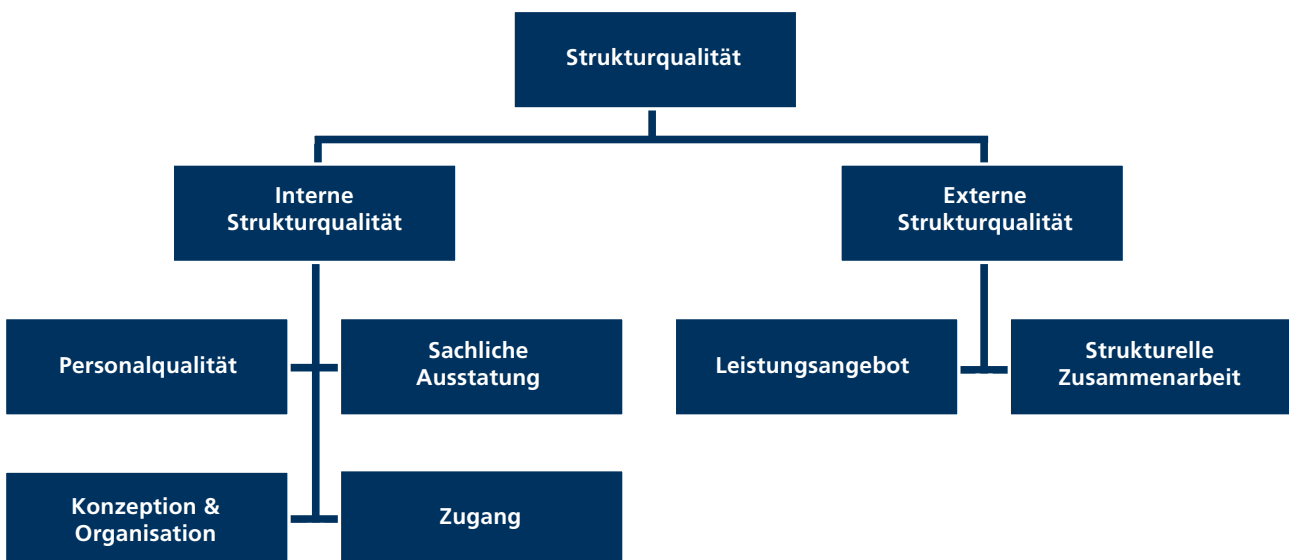 Strukturqualität
Interne
Strukturqualität
Externe
Strukturqualität
Personalqualität
Sachliche
Ausstatung
Leistungsangebot
Strukturelle
Zusammenarbeit
Konzeption &
Organisation
Zugang